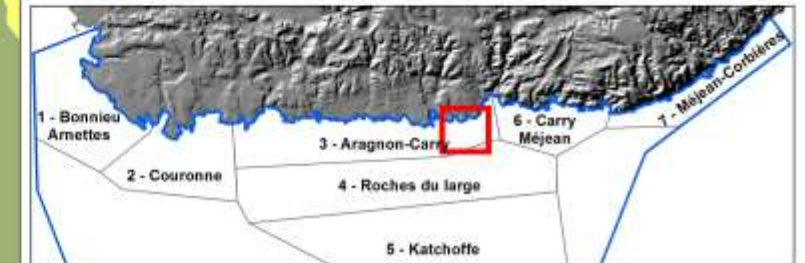 1 - Bonnieu
Arnettes
2 - Couronne
3 - Aragnon-Carry
4 - Roches du large
5 - Katchoffe
6 - Carry
Méjean
7 - Méjean-Corbières